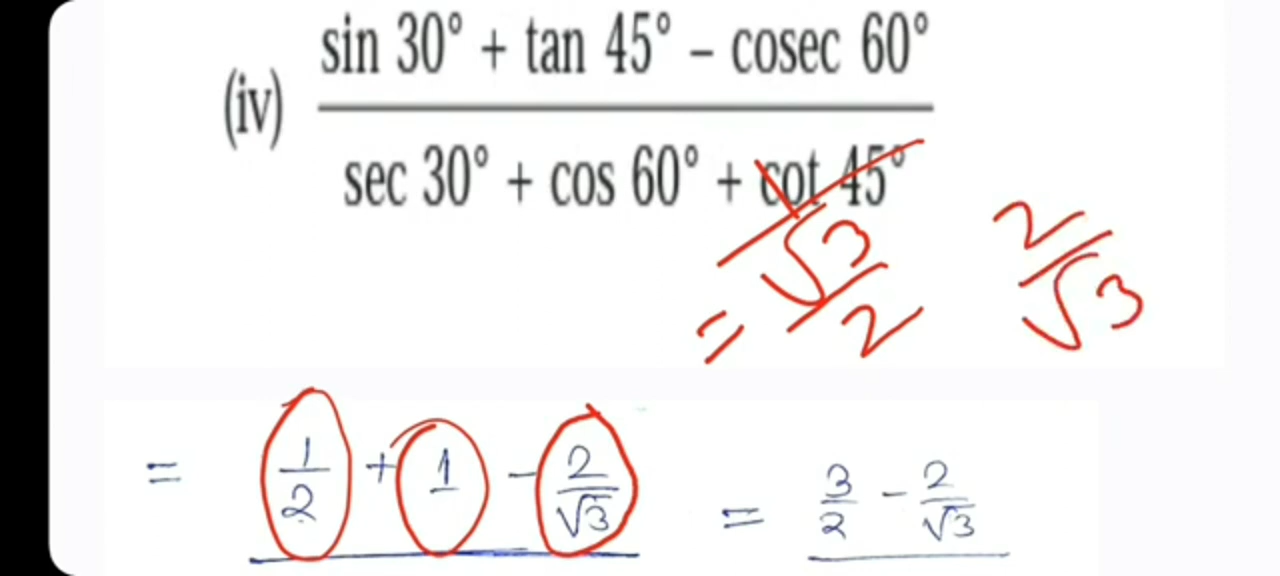 (iv) sin 30° + tan 45° – cosec 60° / sec 30° + cos 60° + cot 45°
= 1/(√3/2) 2/√3
= (1/2 + 1 - 2/√3) = (3/2 - 2/√3)